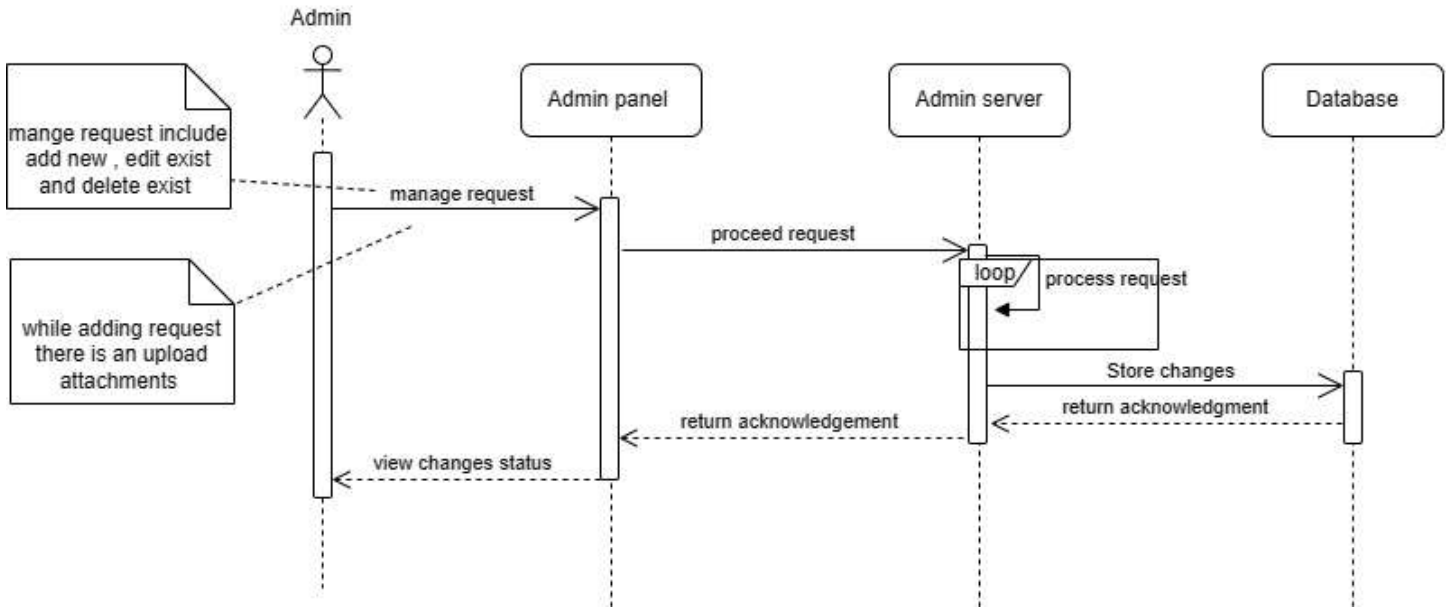 Admin
Admin panel
Admin server
Database
mange request include
add new , edit exist
and delete exist
manage request
proceed request
loop
process request
while adding request
there is an upload
attachments
Store changes
return acknowledgment
return acknowledgement
view changes status